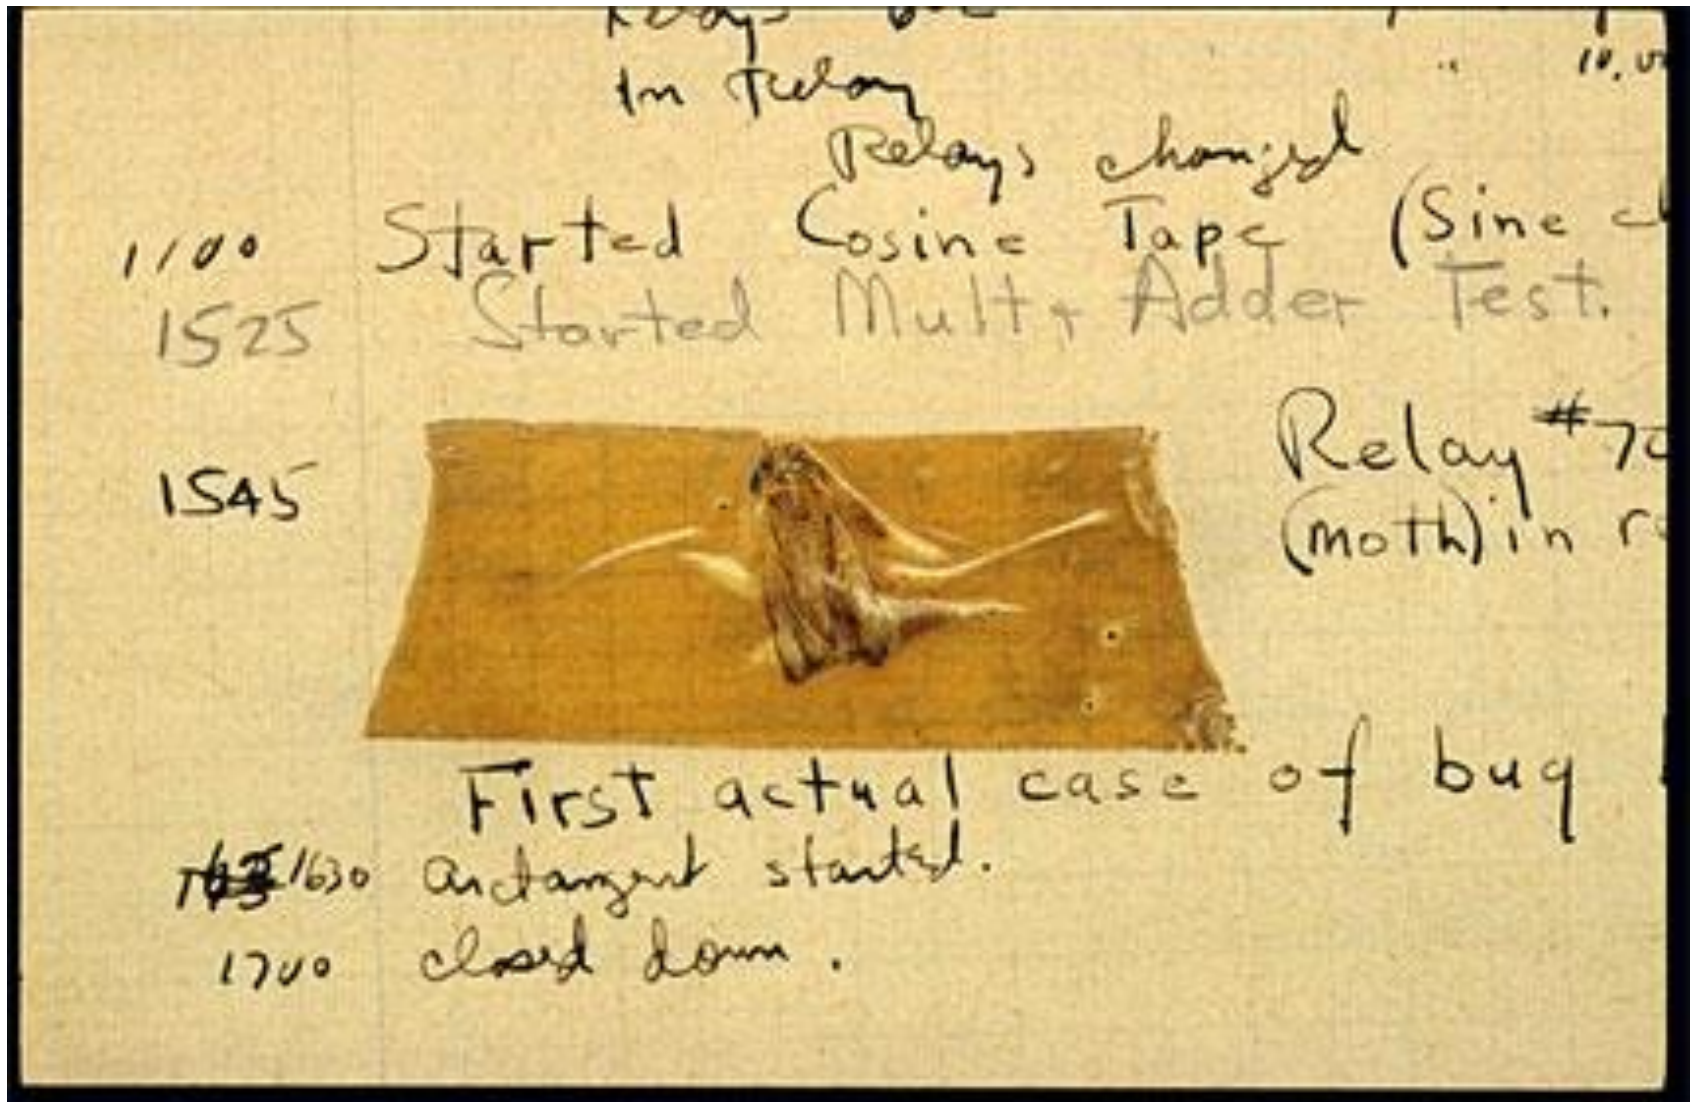 In Relay
Relays changed
1100 Started Cosine Tape (Sine
1525 Started Mult + Adder Test.
1545 Relay #70
(moth) in
First actual case of bug
1630 arctangent started.
1700 closed down.